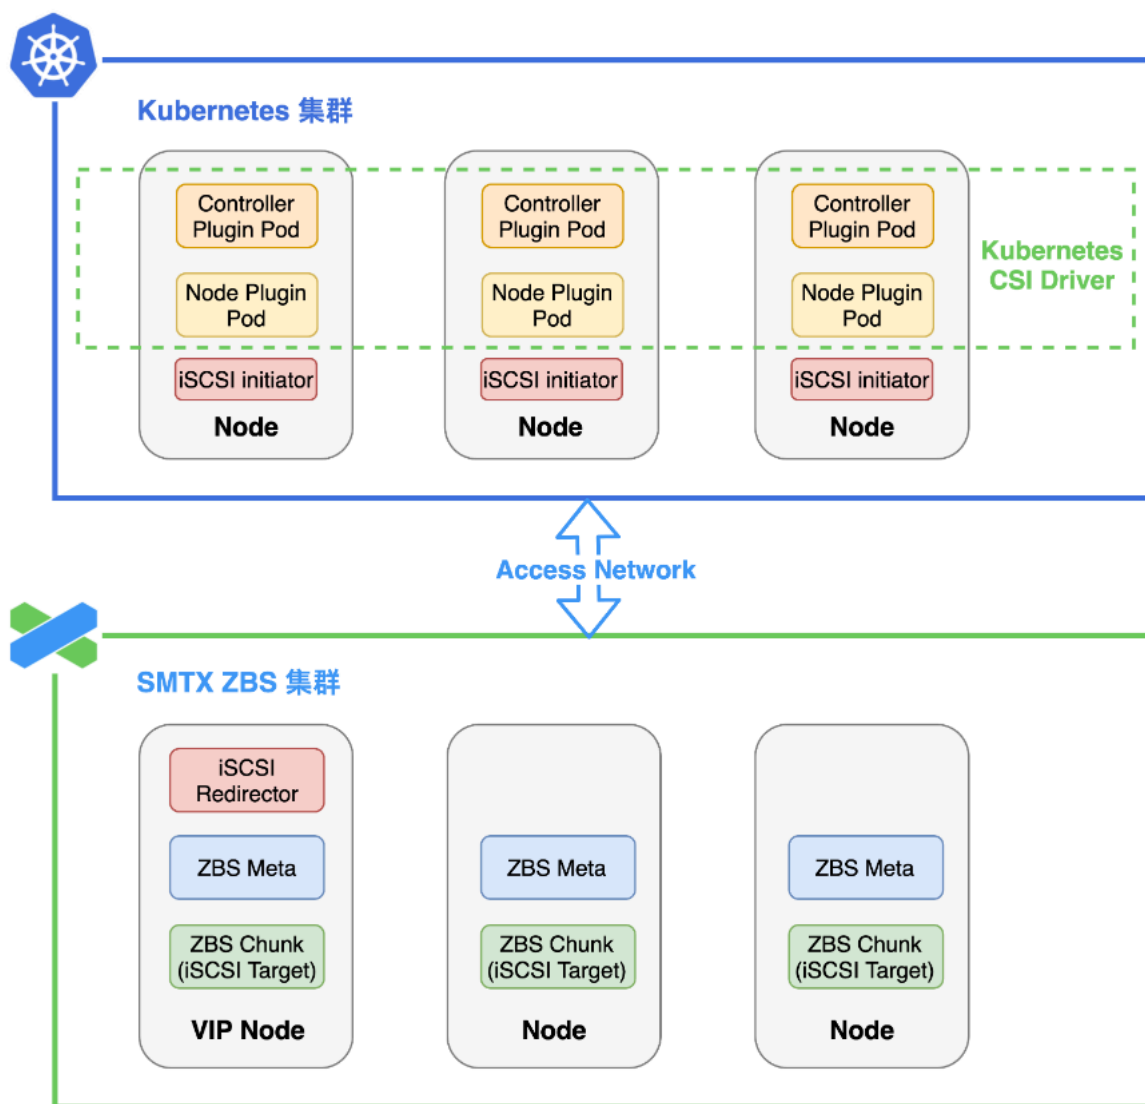 Kubernetes 集群
Controller
Plugin Pod
Node Plugin
Pod
iSCSI initiator
Node
Controller
Plugin Pod
Node Plugin
Pod
iSCSI initiator
Node
Controller
Plugin Pod
Node Plugin
Pod
iSCSI initiator
Node
Kubernetes
CSI Driver
Access Network
SMTX ZBS 集群
iSCSI
Redirector
ZBS Meta
ZBS Chunk
(iSCSI Target)
VIP Node
ZBS Meta
ZBS Chunk
(iSCSI Target)
Node
ZBS Meta
ZBS Chunk
(iSCSI Target)
Node